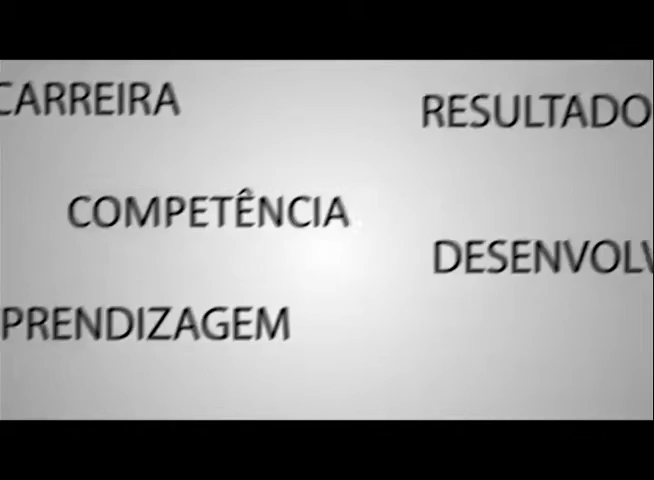 CARREIRA
RESULTADO
COMPETÊNCIA
DESENVOLV
PRENDIZAGEM